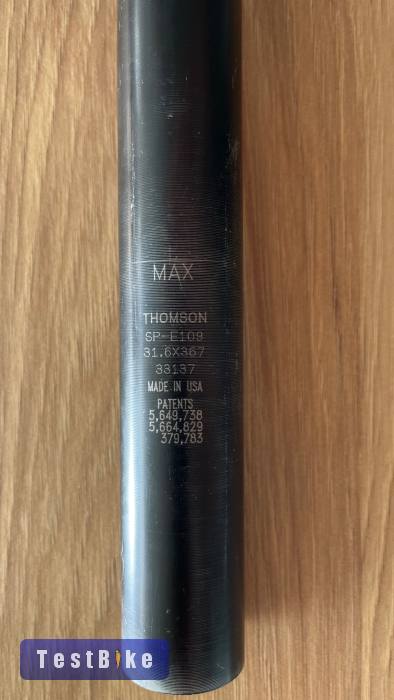 MAX
THOMSON
SP-E109
31.6X367
33137
MADE IN USA
PATENTS
5,649,738
5,664,829
379,783
TestBike